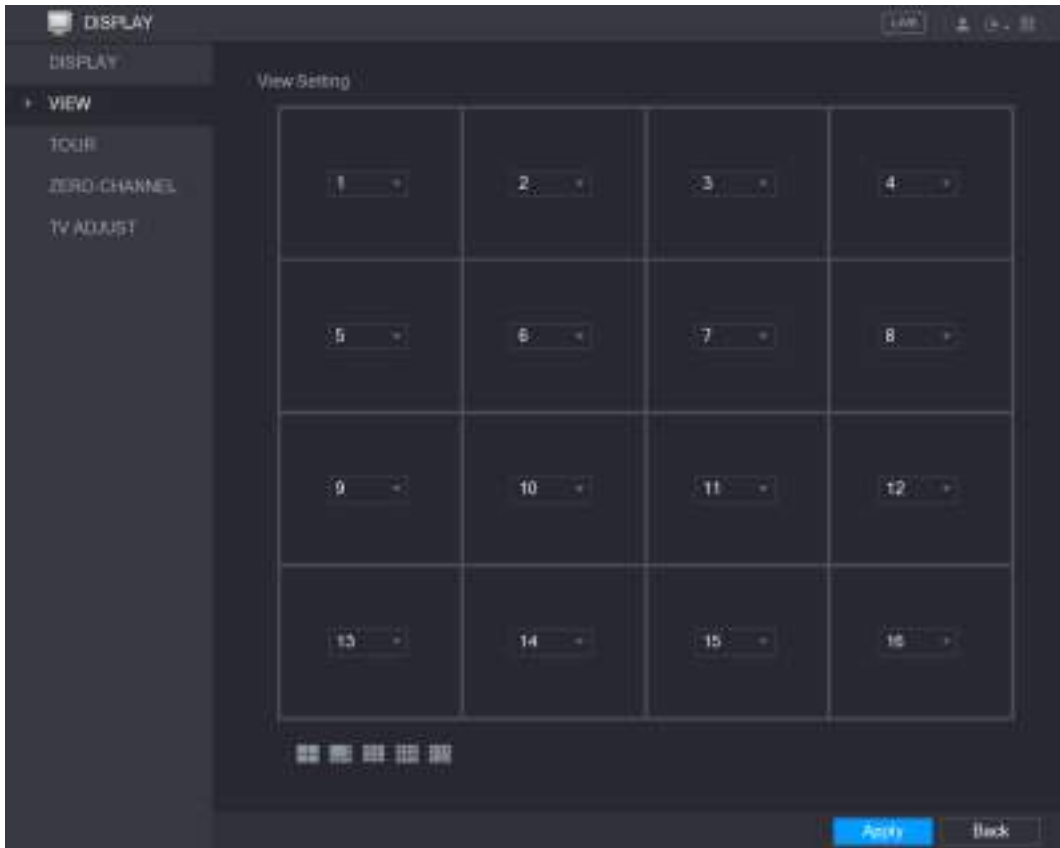 DISPLAY
LIVE
DISPLAY
View Setting
VIEW
TOUR
ZERO-CHANNEL
TV ADJUST
1 2 3 4
5 6 7 8
9 10 11 12
13 14 15 16
Apply Back